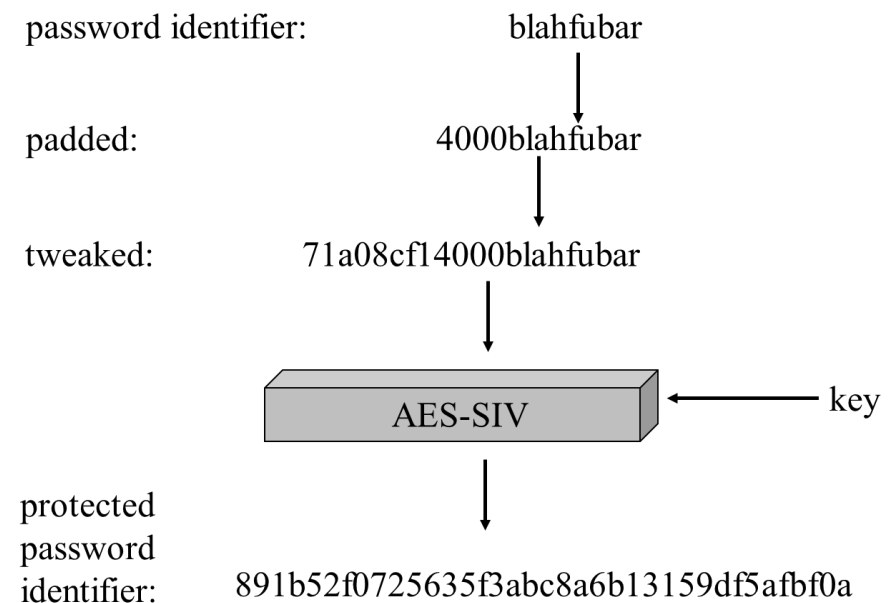 password identifier: blahfubar
padded: 4000blahfubar
tweaked: 71a08cf14000blahfubar
AES-SIV
key
protected
password
identifier: 891b52f0725635f3abc8a6b13159df5afbf0a